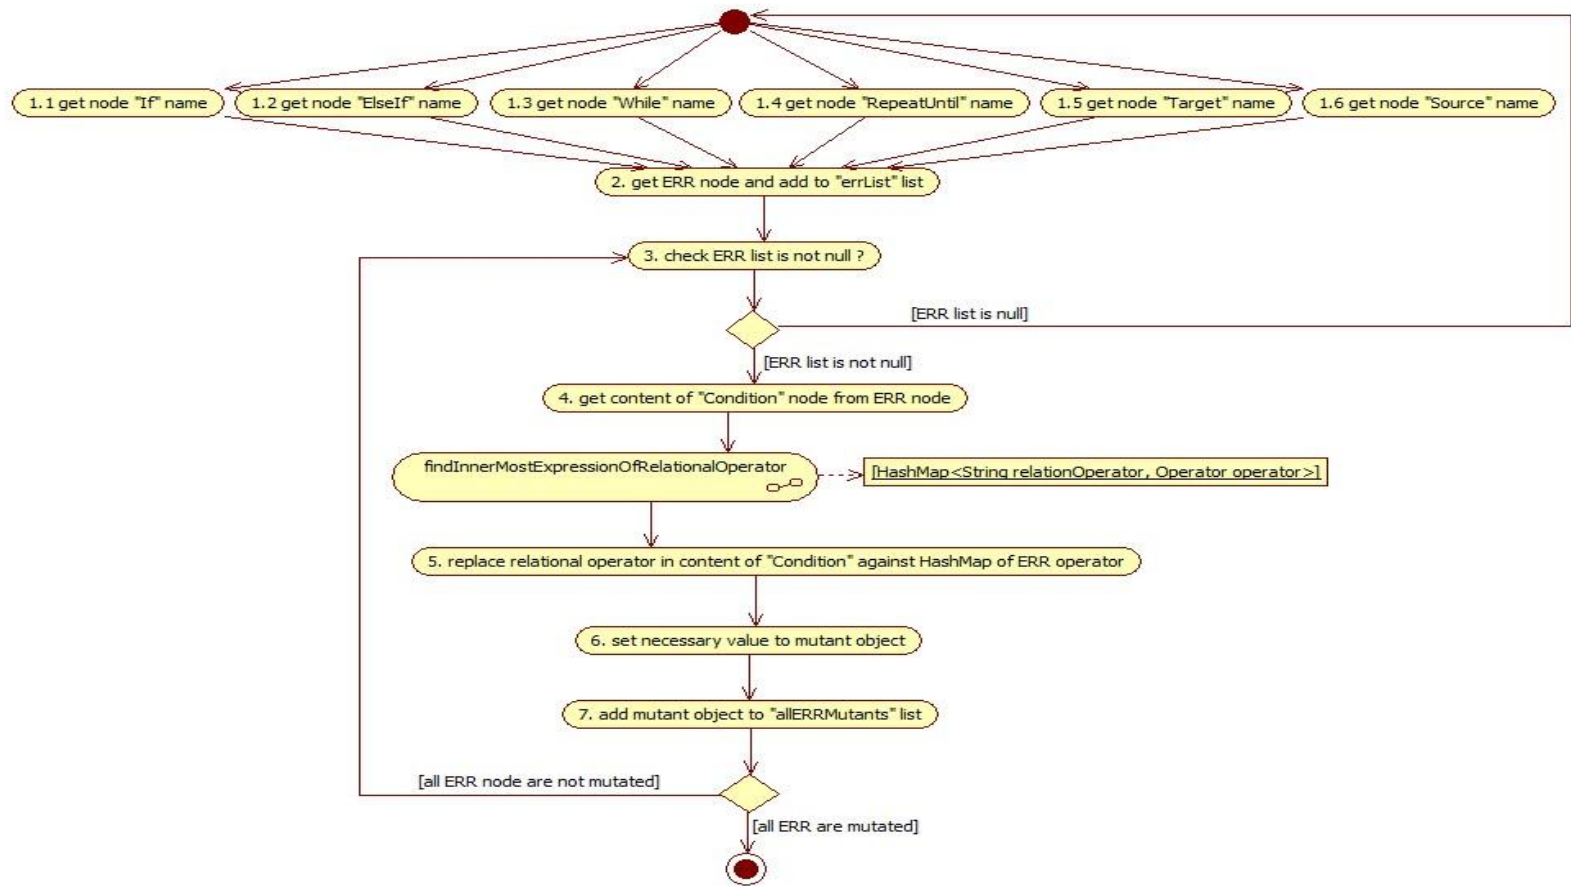 1.1 get node "If" name
1.2 get node "ElseIf" name
1.3 get node "While" name
1.4 get node "RepeatUntil" name
1.5 get node "Target" name
1.6 get node "Source" name
2. get ERR node and add to "errList" list
3. check ERR list is not null ?
[ERR list is null]
[ERR list is not null]
4. get content of "Condition" node from ERR node
findInnerMostExpressionOfRelationalOperator
[HashMap<String relationOperator, Operator operator>]
5. replace relational operator in content of "Condition" against HashMap of ERR operator
6. set necessary value to mutant object
7. add mutant object to "allERRMutants" list
[all ERR node are not mutated]
[all ERR are mutated]